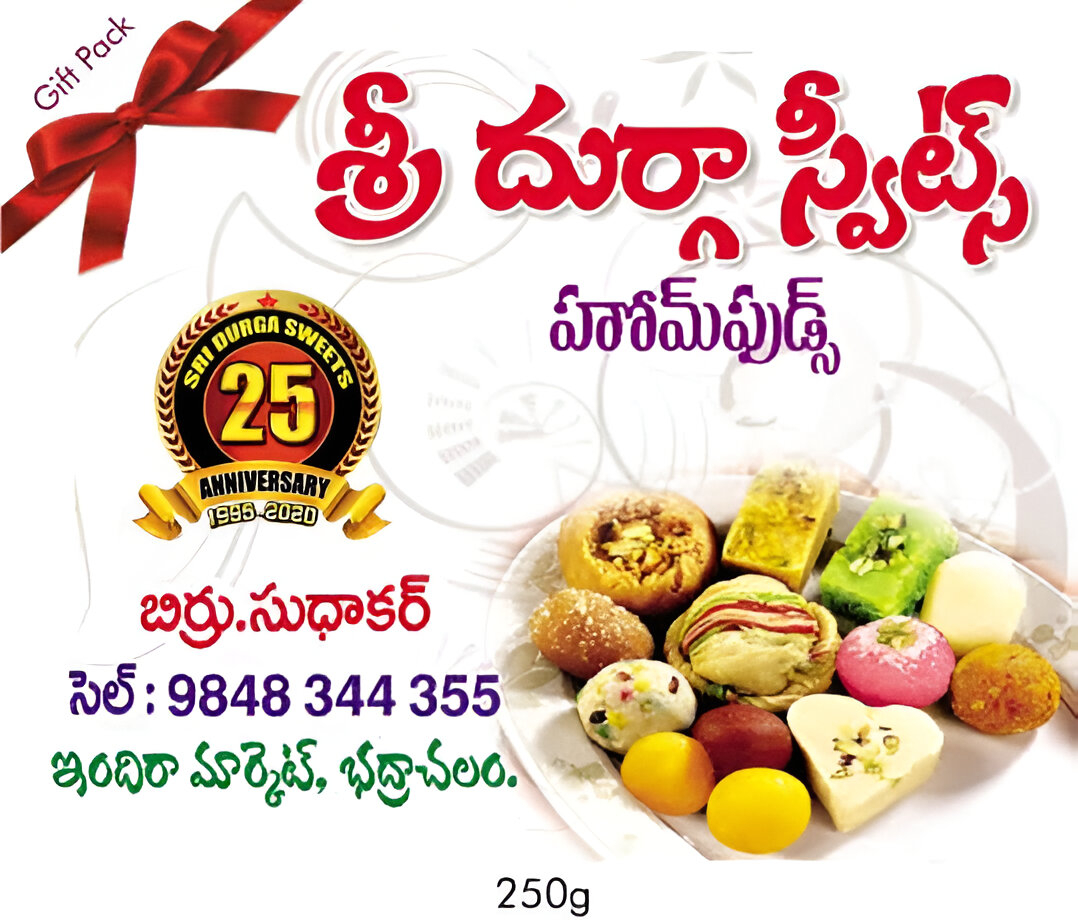 Gift Pack
శ్రీ దుర్గా స్వీట్స్
హోమ్ ఫుడ్స్
SRI DURGA SWEETS
25
ANNIVERSARY
1995-2020
బిర్రు.సుధాకర్
సెల్ : 9848 344 355
ఇందిరా మార్కెట్, భద్రాచలం.
250g